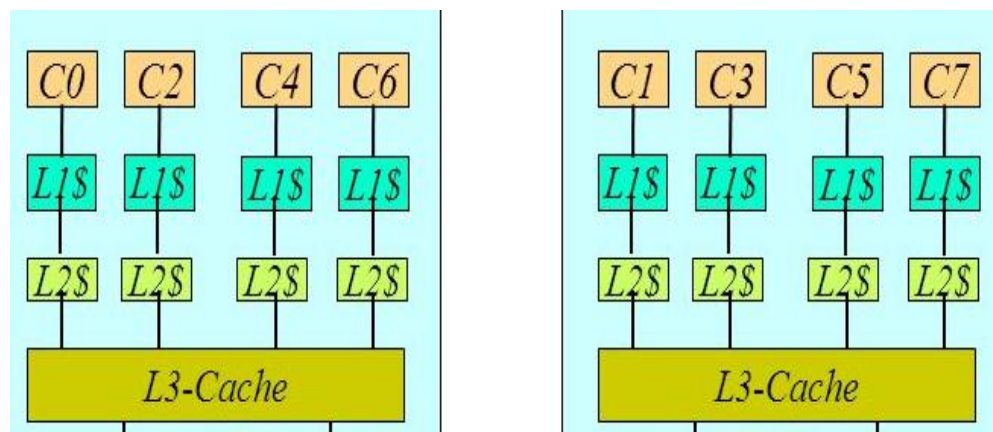 C0 C2 C4 C6
L1$ L1$ L1$ L1$
L2$ L2$ L2$ L2$
L3-Cache
C1 C3 C5 C7
L1$ L1$ L1$ L1$
L2$ L2$ L2$ L2$
L3-Cache